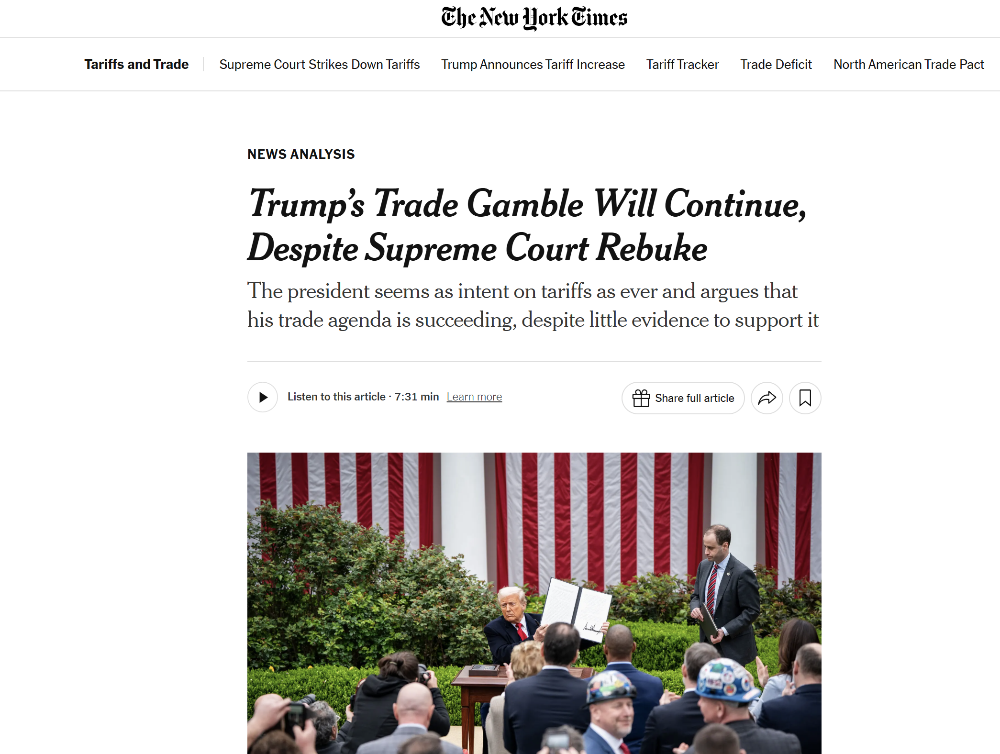 The New York Times
Tariffs and Trade
Supreme Court Strikes Down Tariffs
Trump Announces Tariff Increase
Tariff Tracker
Trade Deficit
North American Trade Pact
NEWS ANALYSIS
Trump’s Trade Gamble Will Continue,
Despite Supreme Court Rebuke
The president seems as intent on tariffs as ever and argues that
his trade agenda is succeeding, despite little evidence to support it
Listen to this article · 7:31 min Learn more
Share full article